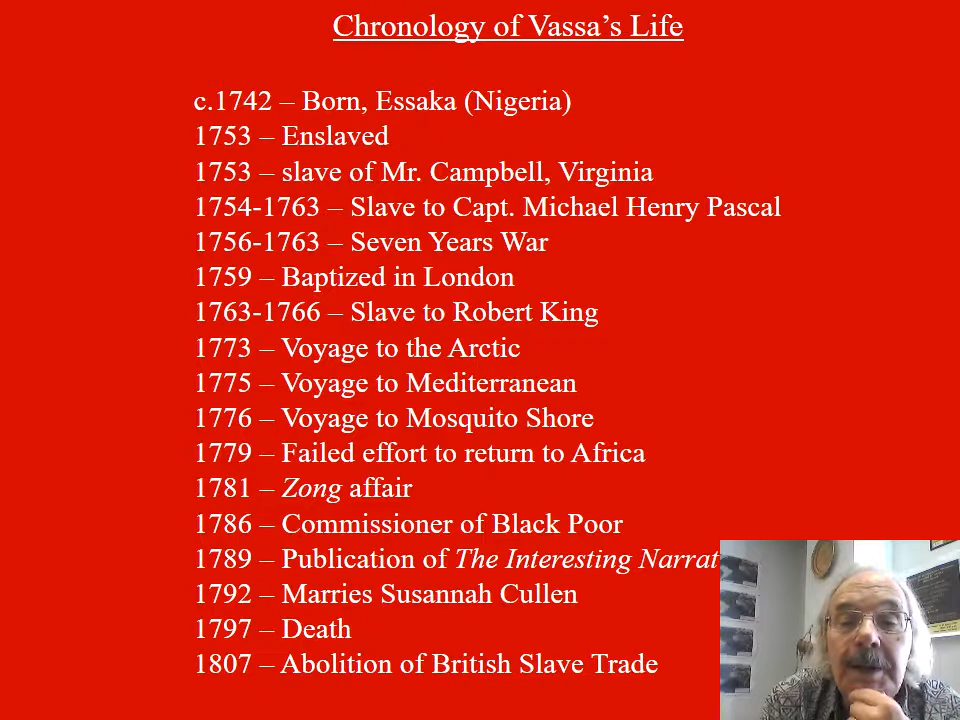 Chronology of Vassa’s Life
c.1742 – Born, Essaka (Nigeria)
1753 – Enslaved
1753 – slave of Mr. Campbell, Virginia
1754-1763 – Slave to Capt. Michael Henry Pascal
1756-1763 – Seven Years War
1759 – Baptized in London
1763-1766 – Slave to Robert King
1773 – Voyage to the Arctic
1775 – Voyage to Mediterranean
1776 – Voyage to Mosquito Shore
1779 – Failed effort to return to Africa
1781 – Zong affair
1786 – Commissioner of Black Poor
1789 – Publication of The Interesting Narrat
1792 – Marries Susannah Cullen
1797 – Death
1807 – Abolition of British Slave Trade